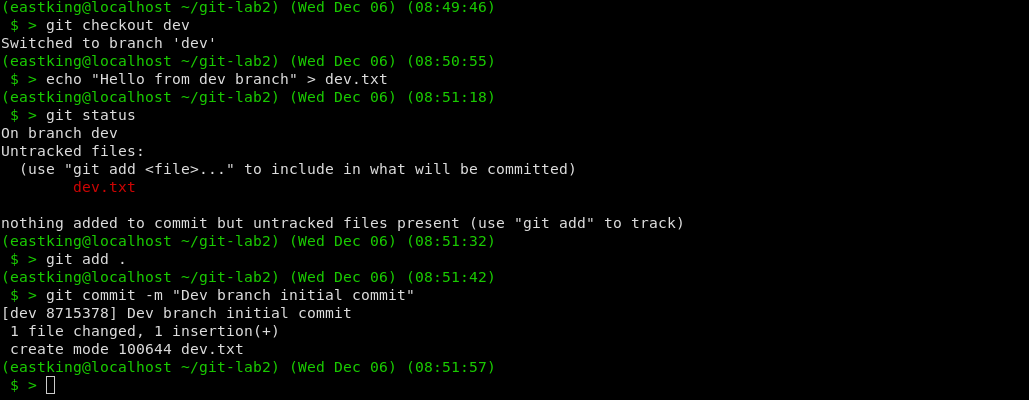 (eastking@localhost ~/git-lab2) (Wed Dec 06) (08:49:46)
$ > git checkout dev
Switched to branch 'dev'
(eastking@localhost ~/git-lab2) (Wed Dec 06) (08:50:55)
$ > echo "Hello from dev branch" > dev.txt
(eastking@localhost ~/git-lab2) (Wed Dec 06) (08:51:18)
$ > git status
On branch dev
Untracked files:
(use "git add <file>..." to include in what will be committed)
dev.txt
nothing added to commit but untracked files present (use "git add" to track)
(eastking@localhost ~/git-lab2) (Wed Dec 06) (08:51:32)
$ > git add .
(eastking@localhost ~/git-lab2) (Wed Dec 06) (08:51:42)
$ > git commit -m "Dev branch initial commit"
[dev 8715378] Dev branch initial commit
1 file changed, 1 insertion(+)
create mode 100644 dev.txt
(eastking@localhost ~/git-lab2) (Wed Dec 06) (08:51:57)
$ >